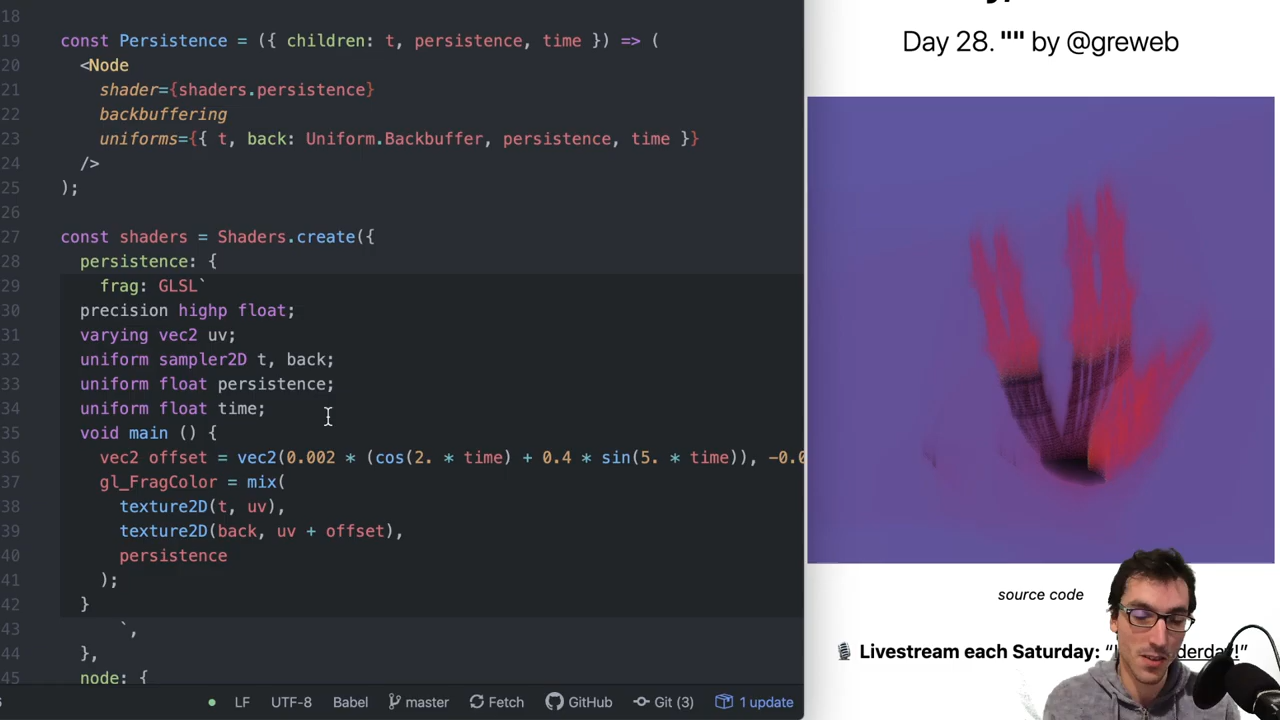 18
19 const Persistence = ({ children: t, persistence, time }) => (
20 <Node
21 shader={shaders.persistence}
22 backbuffering
23 uniforms={{ t, back: Uniform.Backbuffer, persistence, time }}
24 />
25 );
26
27 const shaders = Shaders.create({
28 persistence: {
29 frag: GLSL`
30 precision highp float;
31 varying vec2 uv;
32 uniform sampler2D t, back;
33 uniform float persistence;
34 uniform float time;
35 void main () {
36 vec2 offset = vec2(0.002 * (cos(2. * time) + 0.4 * sin(5. * time)), -0.0
37 gl_FragColor = mix(
38 texture2D(t, uv),
39 texture2D(back, uv + offset),
40 persistence
41 );
42 }
43 `,
44 },
45 node: {
LF UTF-8 Babel master Fetch GitHub Git (3) 1 update
Day 28. "" by @greweb
source code
Livestream each Saturday: